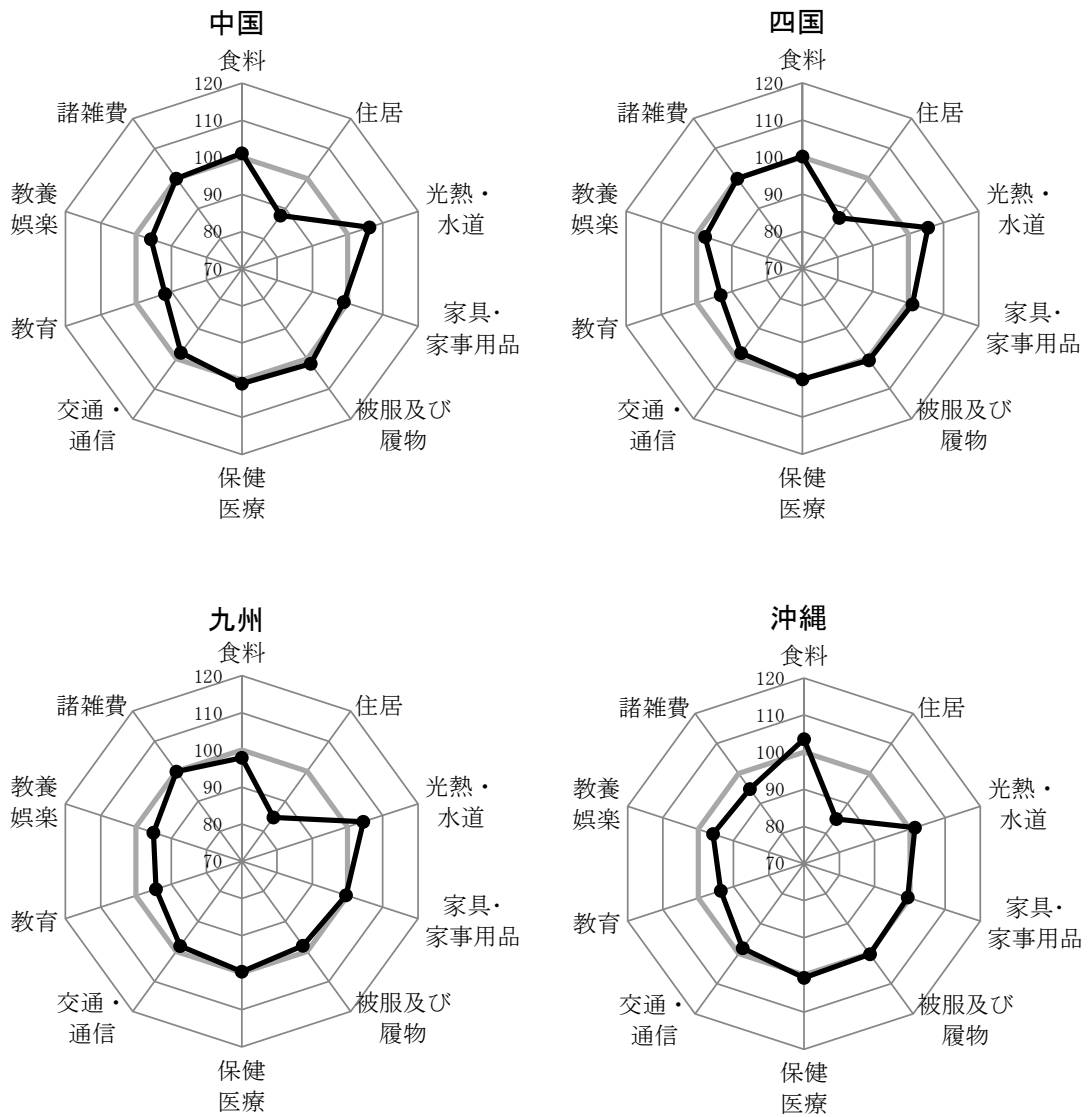 中国
食料
120
110
100
90
80
70
住居
光熱・
水道
家具・
家事用品
被服及び
履物
保健
医療
交通・
通信
教育
教養
娯楽
諸雑費
四国
食料
120
110
100
90
80
70
住居
光熱・
水道
家具・
家事用品
被服及び
履物
保健
医療
交通・
通信
教育
教養
娯楽
諸雑費
九州
食料
120
110
100
90
80
70
住居
光熱・
水道
家具・
家事用品
被服及び
履物
保健
医療
交通・
通信
教育
教養
娯楽
諸雑費
沖縄
食料
120
110
100
90
80
70
住居
光熱・
水道
家具・
家事用品
被服及び
履物
保健
医療
交通・
通信
教育
教養
娯楽
諸雑費